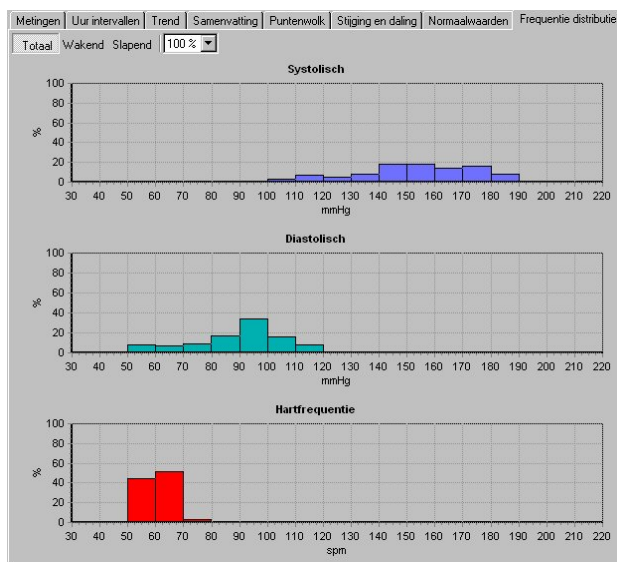 Metingen Uur intervallen Trend Samenvatting Puntenwolk Stijging en daling Normaalwaarden Frequentie distributie
Totaal Wakend Slapend 100 %
Systolisch
100
80
60
40
20
0
%
30 40 50 60 70 80 90 100 110 120 130 140 150 160 170 180 190 200 210 220
mmHg
Diastolisch
100
80
60
40
20
0
%
30 40 50 60 70 80 90 100 110 120 130 140 150 160 170 180 190 200 210 220
mmHg
Hartfrequentie
100
80
60
40
20
0
%
30 40 50 60 70 80 90 100 110 120 130 140 150 160 170 180 190 200 210 220
spm